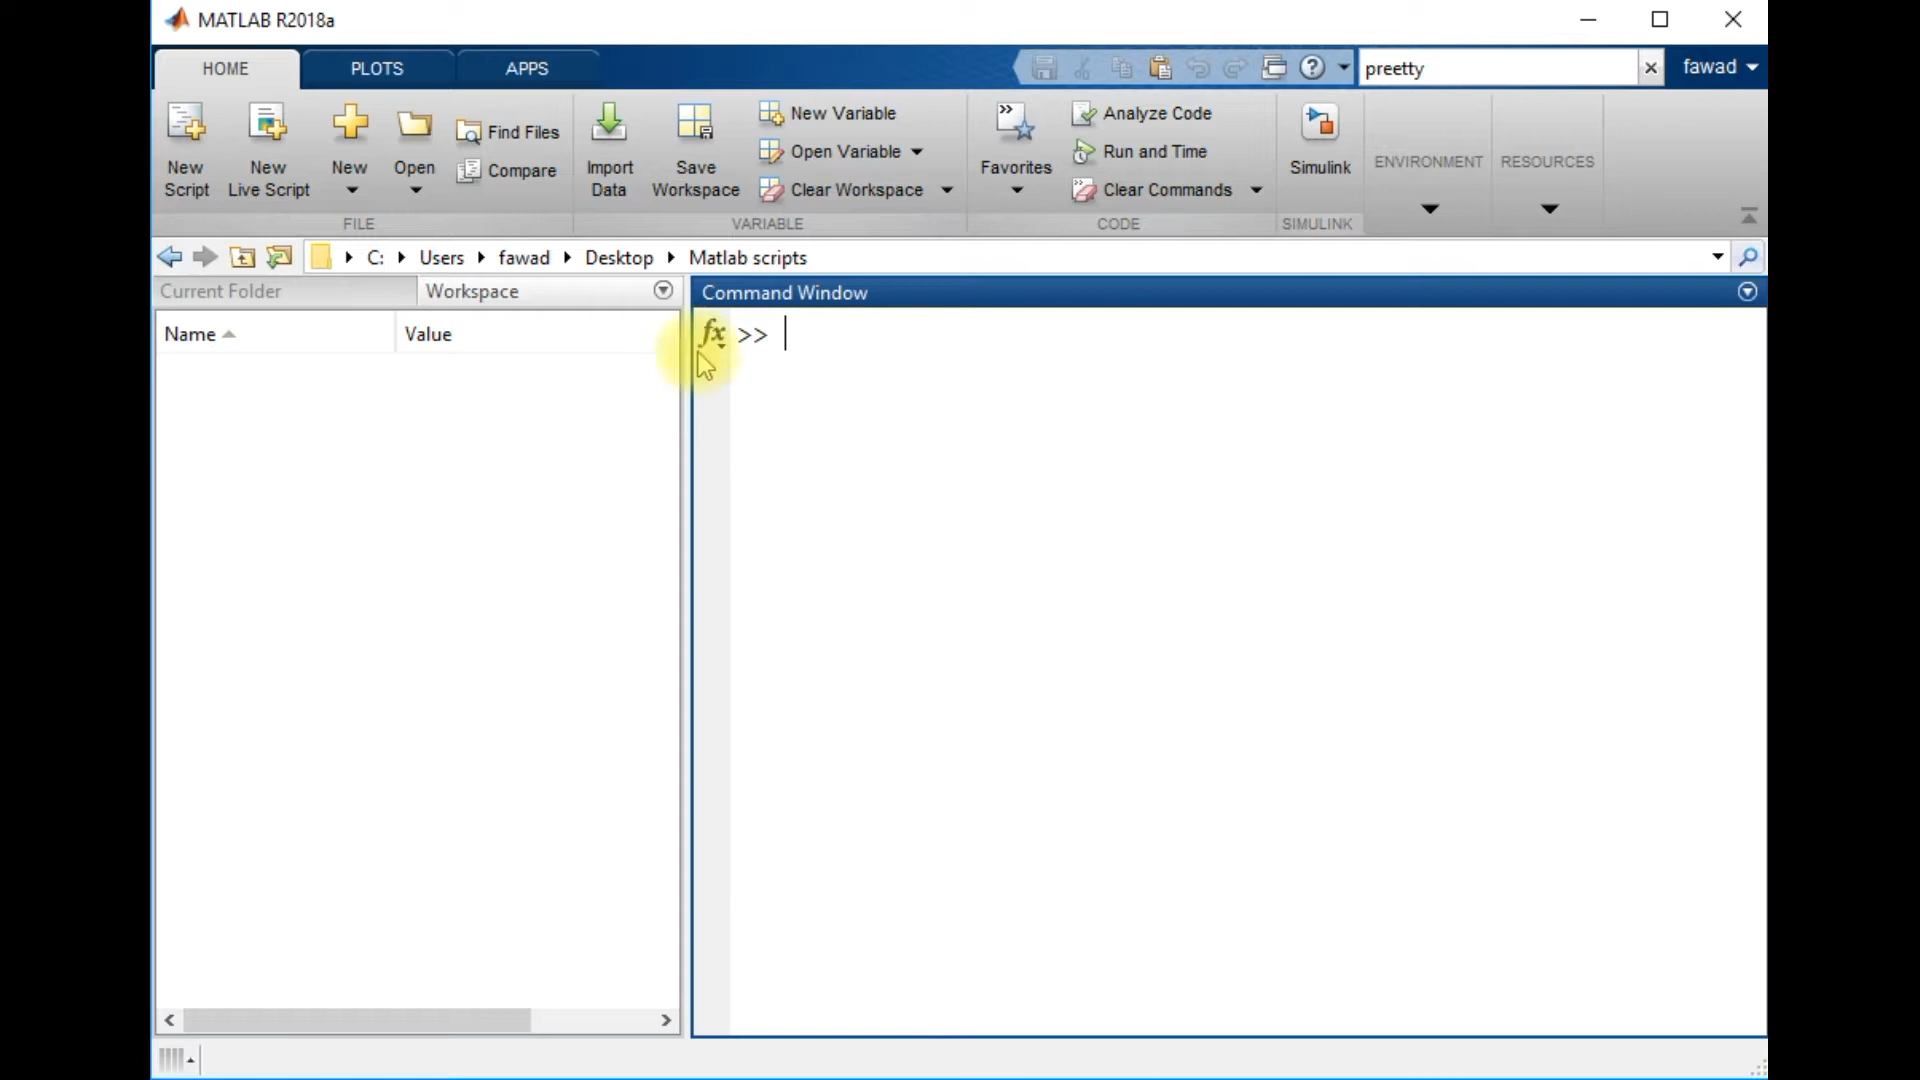 MATLAB R2018a
HOME PLOTS APPS preetty fawad
New Script
New Live Script
New
Open
Find Files
Compare
FILE
Import Data
Save Workspace
New Variable
Open Variable
Clear Workspace
VARIABLE
Favorites
Analyze Code
Run and Time
Clear Commands
CODE
Simulink
SIMULINK
ENVIRONMENT
RESOURCES
C: Users fawad Desktop Matlab scripts
Current Folder Workspace Command Window
Name Value fx >>